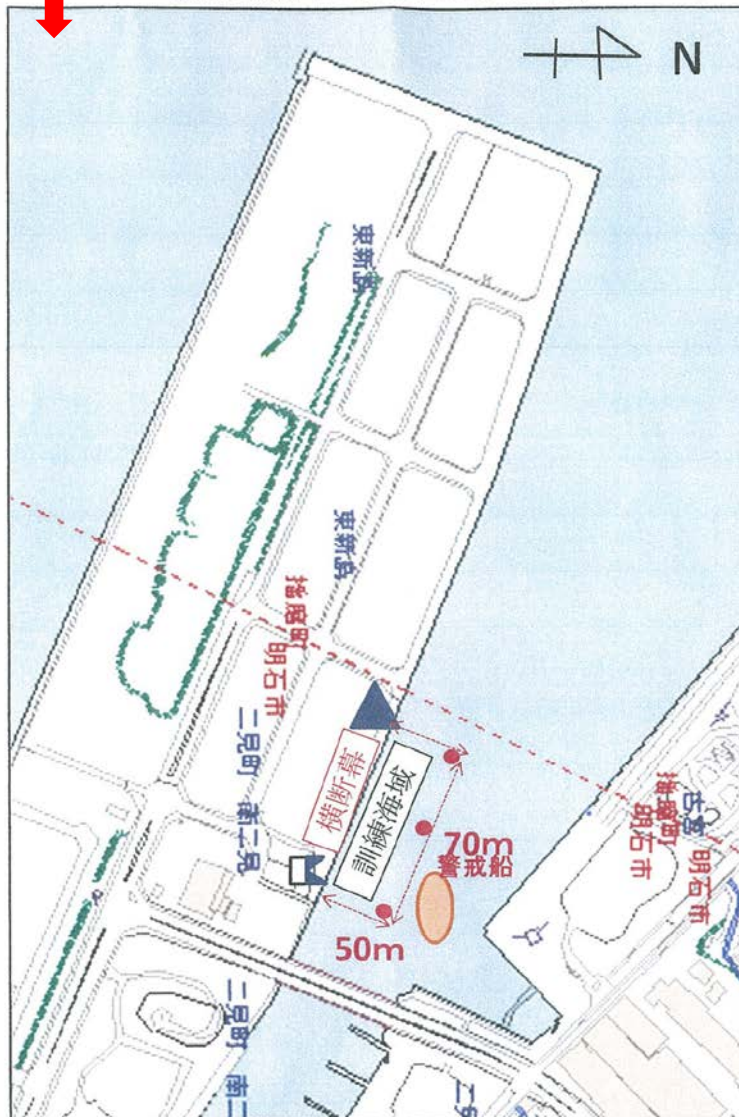 N
東新島
東新島
播磨町
明石市
二見町 南二見
横断幕
訓練海域
70m
警戒船
50m
古宮
播磨町
明石市
明石市
二見町 南二